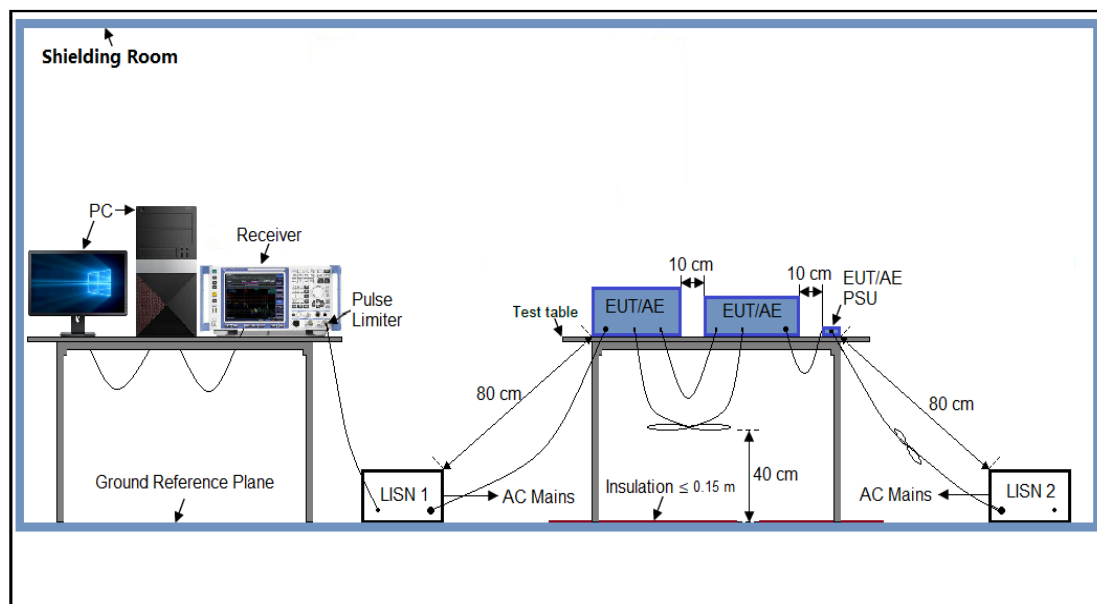 Shielding Room
PC
Receiver
Pulse
Limiter
10 cm
10 cm
EUT/AE
PSU
EUT/AE
EUT/AE
Test table
80 cm
80 cm
40 cm
Ground Reference Plane
LISN 1
AC Mains
Insulation ≤ 0.15 m
AC Mains
LISN 2